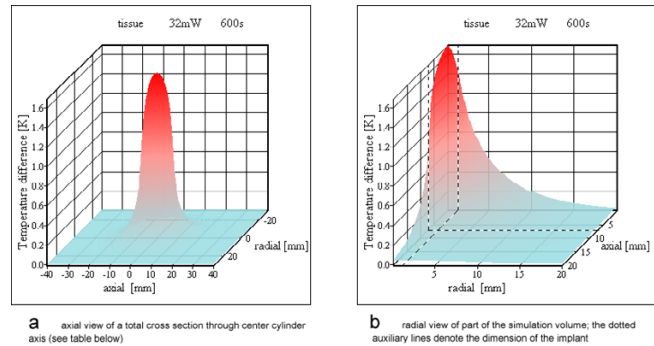 tissue 32mW 600s
Temperature difference [K]
1.6
1.4
1.2
1.0
0.8
0.6
0.4
0.2
0.0
-40 -30 -20 -10 0 10 20 30 40
axial [mm]
-20
0
20
radial [mm]
a axial view of a total cross section through center cylinder
axis (see table below)
tissue 32mW 600s
Temperature difference [K]
1.6
1.4
1.2
1.0
0.8
0.6
0.4
0.2
0.0
5 10 15 20
radial [mm]
-5
5
10
15
20
axial [mm]
b radial view of part of the simulation volume; the dotted
auxiliary lines denote the dimension of the implant